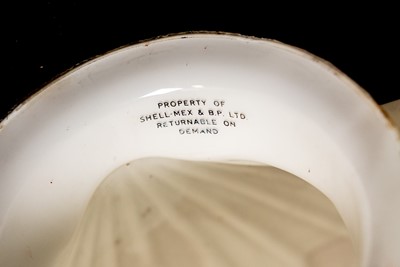 PROPERTY OF
SHELL-MEX & B.P. LTD
RETURNABLE ON
DEMAND